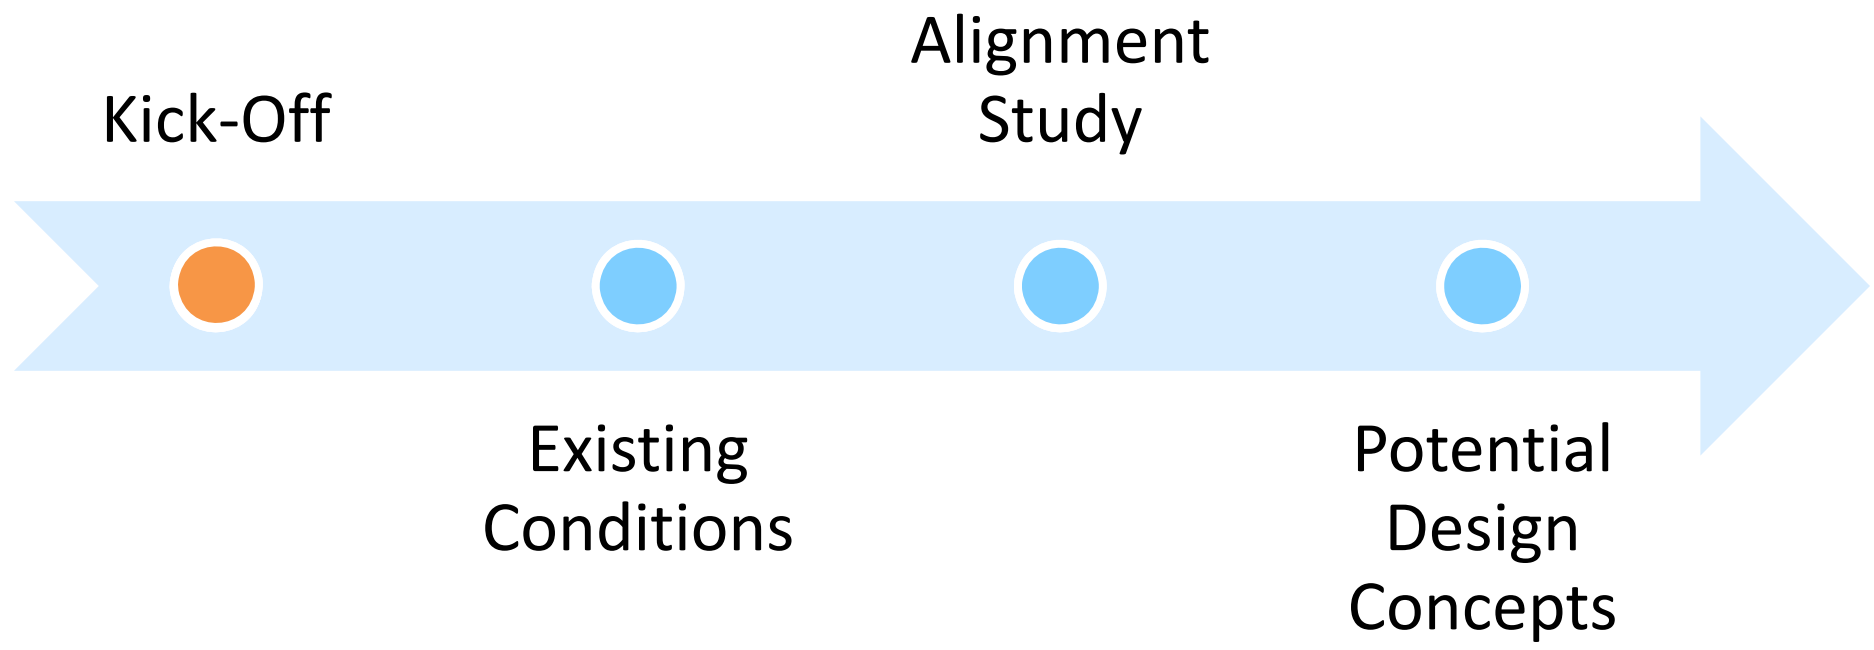 Kick-Off
Existing
Conditions
Alignment
Study
Potential
Design
Concepts